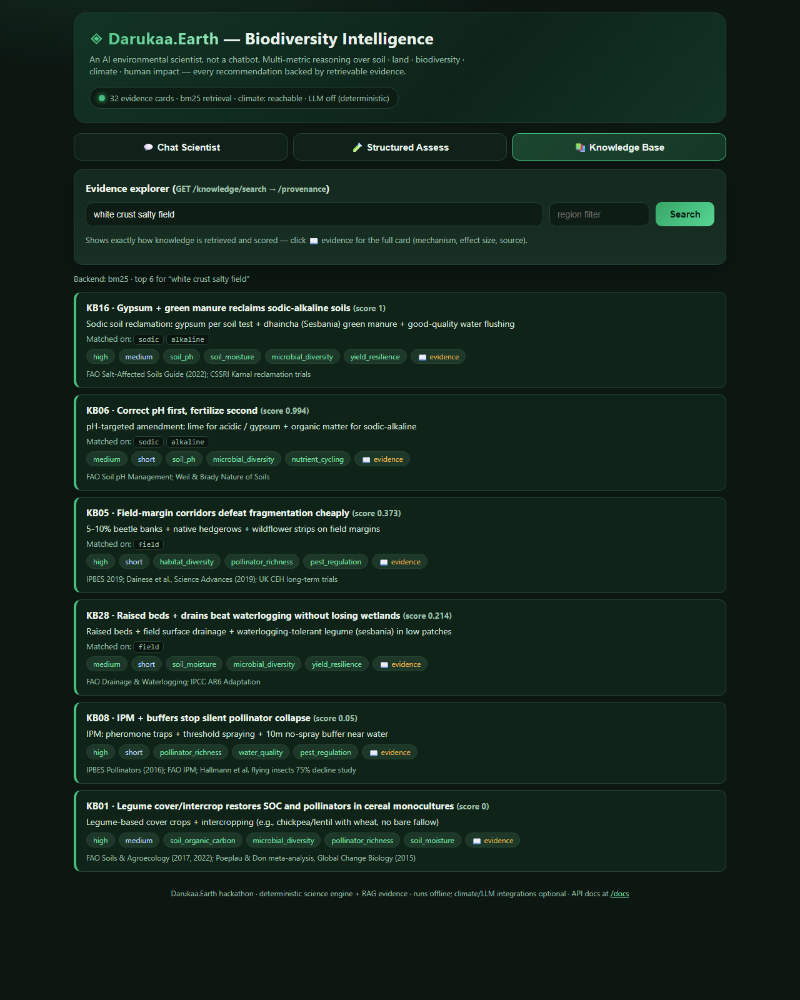 Darukaa.Earth — Biodiversity Intelligence
An AI environmental scientist, not a chatbot. Multi-metric reasoning over soil · land · biodiversity ·
climate · human impact — every recommendation backed by retrievable evidence.
32 evidence cards · bm25 retrieval · climate: reachable · LLM off (deterministic)
Chat Scientist
Structured Assess
Knowledge Base
Evidence explorer (GET /knowledge/search → /provenance)
white crust salty field
region filter
Search
Shows exactly how knowledge is retrieved and scored — click 📖 evidence for the full card (mechanism, effect size, source).
Backend: bm25 · top 6 for “white crust salty field”
KB16 · Gypsum + green manure reclaims sodic-alkaline soils (score 1)
Sodic soil reclamation: gypsum per soil test + dhaincha (Sesbania) green manure + good-quality water flushing
Matched on: sodic alkaline
high medium soil_ph soil_moisture microbial_diversity yield_resilience 📖 evidence
FAO Salt-Affected Soils Guide (2022); CSSRI Karnal reclamation trials
KB06 · Correct pH first, fertilize second (score 0.994)
pH-targeted amendment: lime for acidic / gypsum + organic matter for sodic-alkaline
Matched on: sodic alkaline
medium short soil_ph microbial_diversity nutrient_cycling 📖 evidence
FAO Soil pH Management; Weil & Brady Nature of Soils
KB05 · Field-margin corridors defeat fragmentation cheaply (score 0.373)
5-10% beetle banks + native hedgerows + wildflower strips on field margins
Matched on: field
high short habitat_diversity pollinator_richness pest_regulation 📖 evidence
IPBES 2019; Dainese et al., Science Advances (2019); UK CEH long-term trials
KB28 · Raised beds + drains beat waterlogging without losing wetlands (score 0.214)
Raised beds + field surface drainage + waterlogging-tolerant legume (sesbania) in low patches
Matched on: field
medium short soil_moisture microbial_diversity yield_resilience 📖 evidence
FAO Drainage & Waterlogging; IPCC AR6 Adaptation
KB08 · IPM + buffers stop silent pollinator collapse (score 0.05)
IPM: pheromone traps + threshold spraying + 10m no-spray buffer near water
high short pollinator_richness water_quality pest_regulation 📖 evidence
IPBES Pollinators (2016); FAO IPM; Hallmann et al. flying insects 75% decline study
KB01 · Legume cover/intercrop restores SOC and pollinators in cereal monocultures (score 0)
Legume-based cover crops + intercropping (e.g., chickpea/lentil with wheat, no bare fallow)
high medium soil_organic_carbon microbial_diversity pollinator_richness soil_moisture 📖 evidence
FAO Soils & Agroecology (2017, 2022); Poeplau & Don meta-analysis, Global Change Biology (2015)
Darukaa.Earth hackathon · deterministic science engine + RAG evidence · runs offline; climate/LLM integrations optional · API docs at /docs